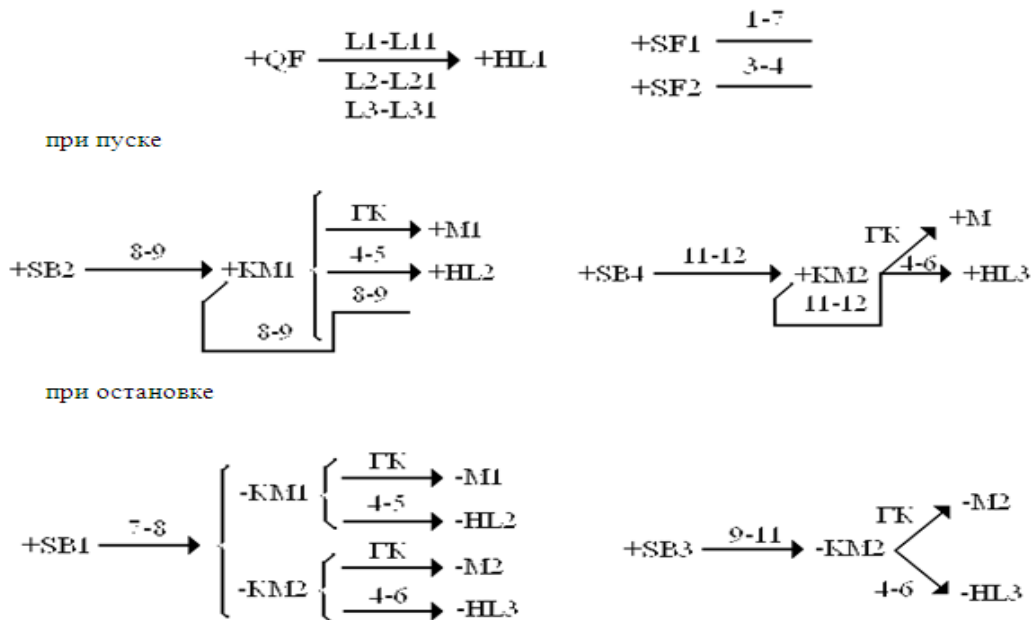 +QF L1-L11 +HL1 +SF1 1-7
L2-L21 +SF2 3-4
L3-L31
при пуске
+SB2 8-9 +KM1 ГК +M1
4-5 +HL2
8-9
8-9
+SB4 11-12 +KM2 ГК +M
4-6 +HL3
11-12
при остановке
+SB1 7-8 -KM1 ГК -M1
4-5 -HL2
-KM2 ГК -M2
4-6 -HL3
+SB3 9-11 -KM2 ГК -M2
4-6 -HL3